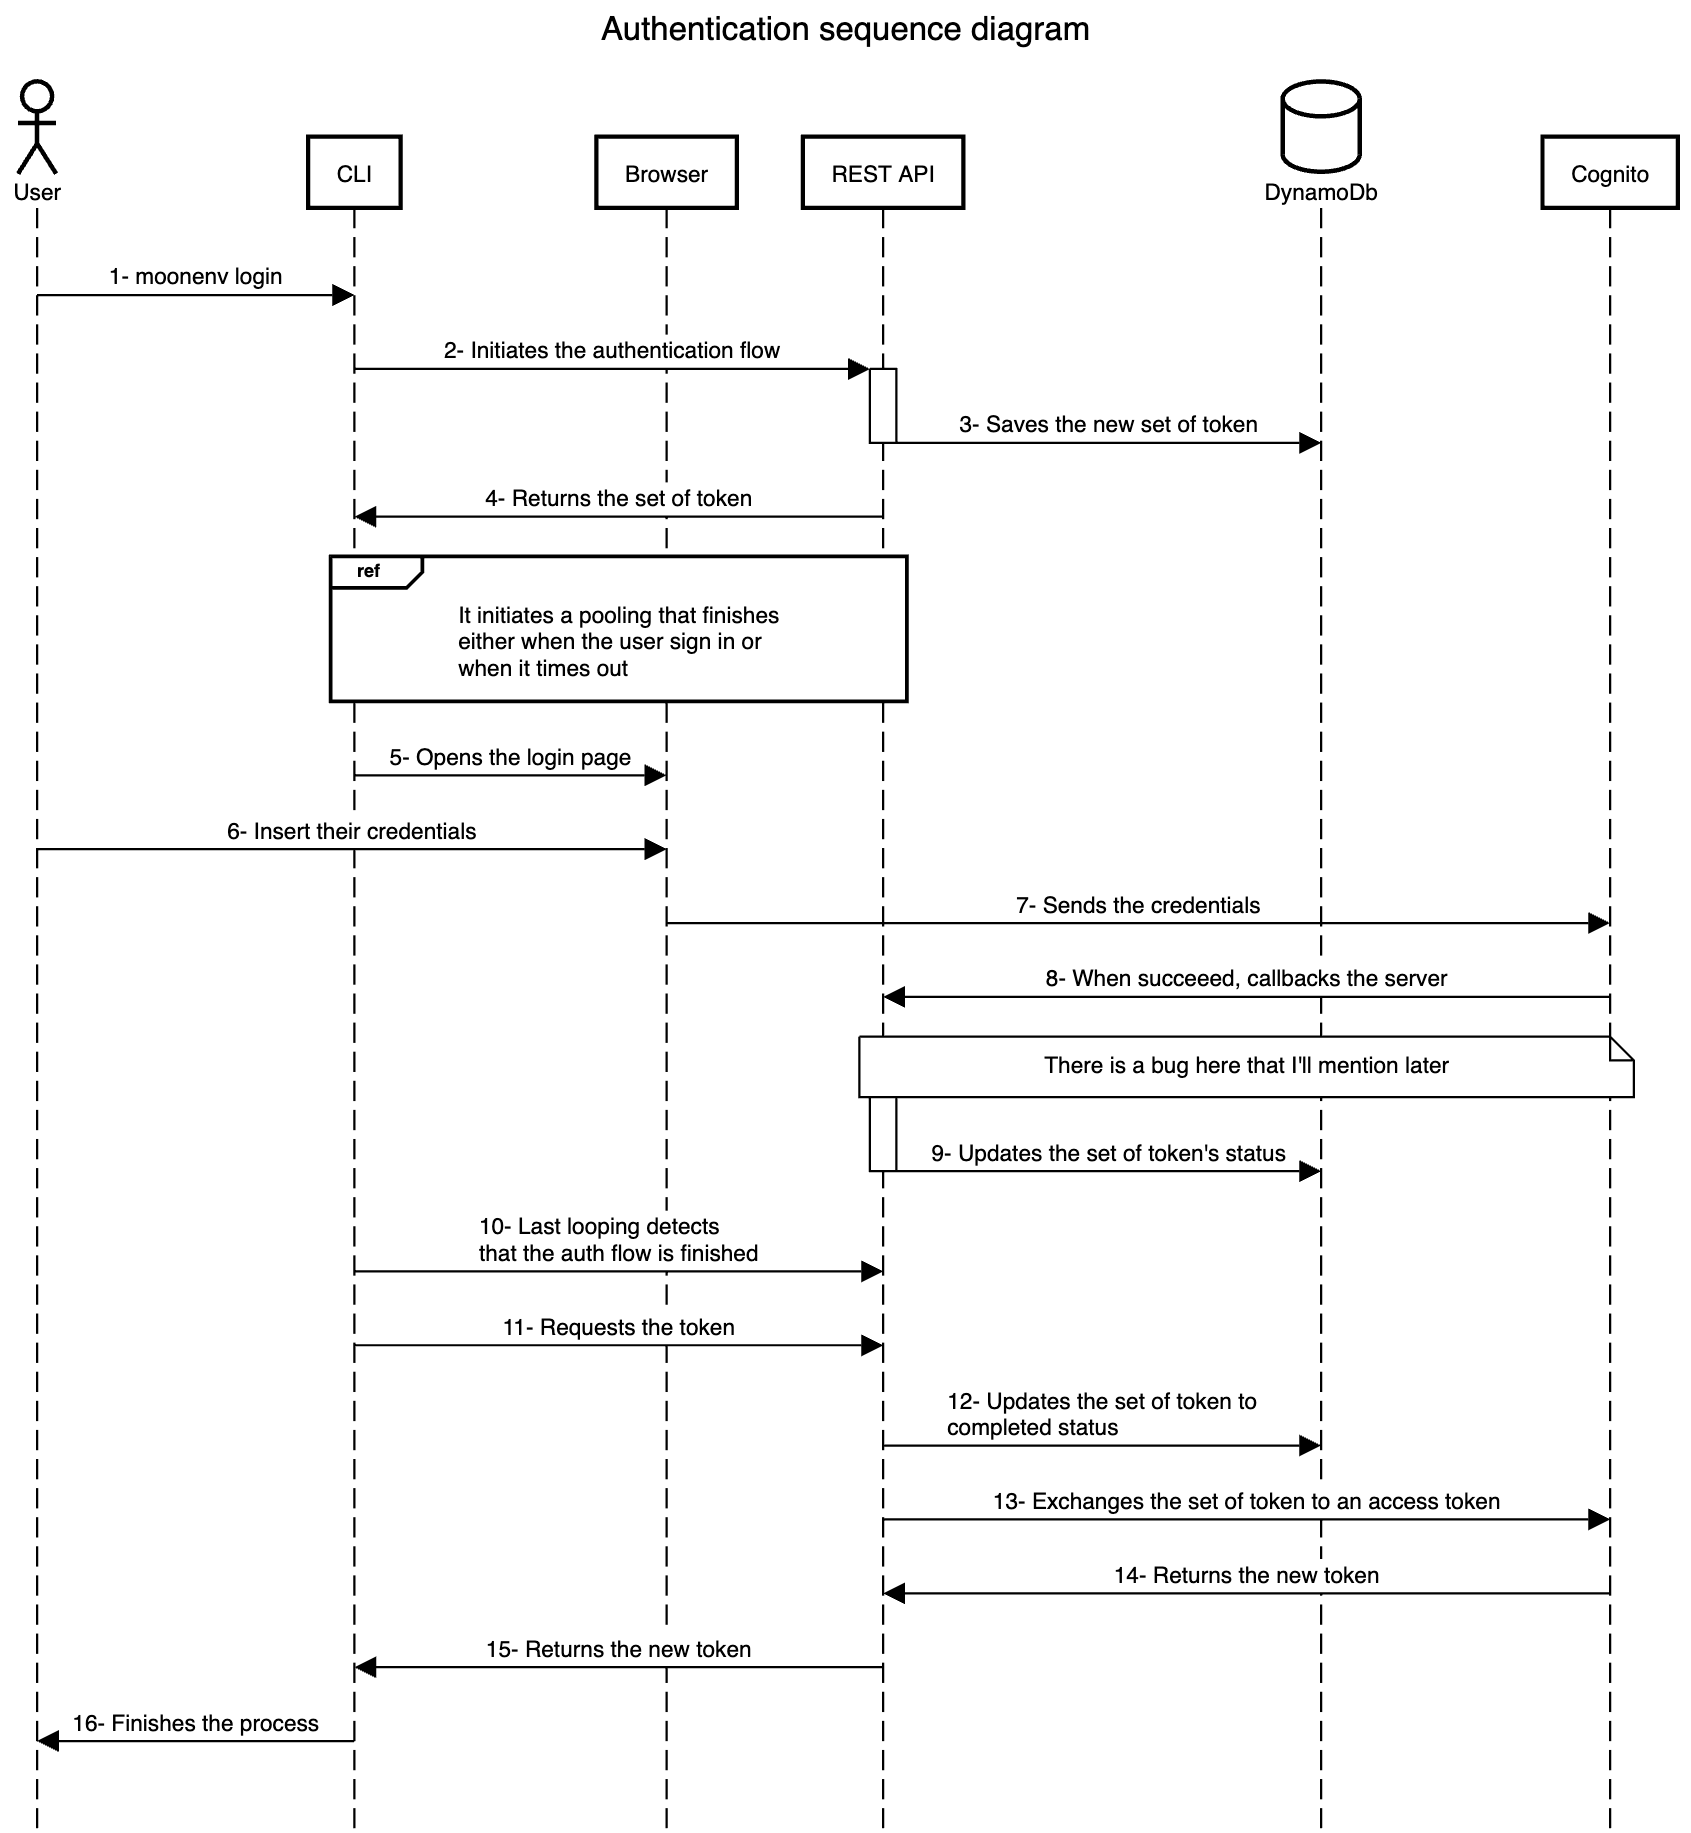 Authentication sequence diagram
User
CLI
Browser
REST API
DynamoDb
Cognito
1- moonenv login
2- Initiates the authentication flow
3- Saves the new set of token
4- Returns the set of token
ref
It initiates a pooling that finishes
either when the user sign in or
when it times out
5- Opens the login page
6- Insert their credentials
7- Sends the credentials
8- When succeeed, callbacks the server
There is a bug here that I'll mention later
9- Updates the set of token's status
10- Last looping detects
that the auth flow is finished
11- Requests the token
12- Updates the set of token to
completed status
13- Exchanges the set of token to an access token
14- Returns the new token
15- Returns the new token
16- Finishes the process